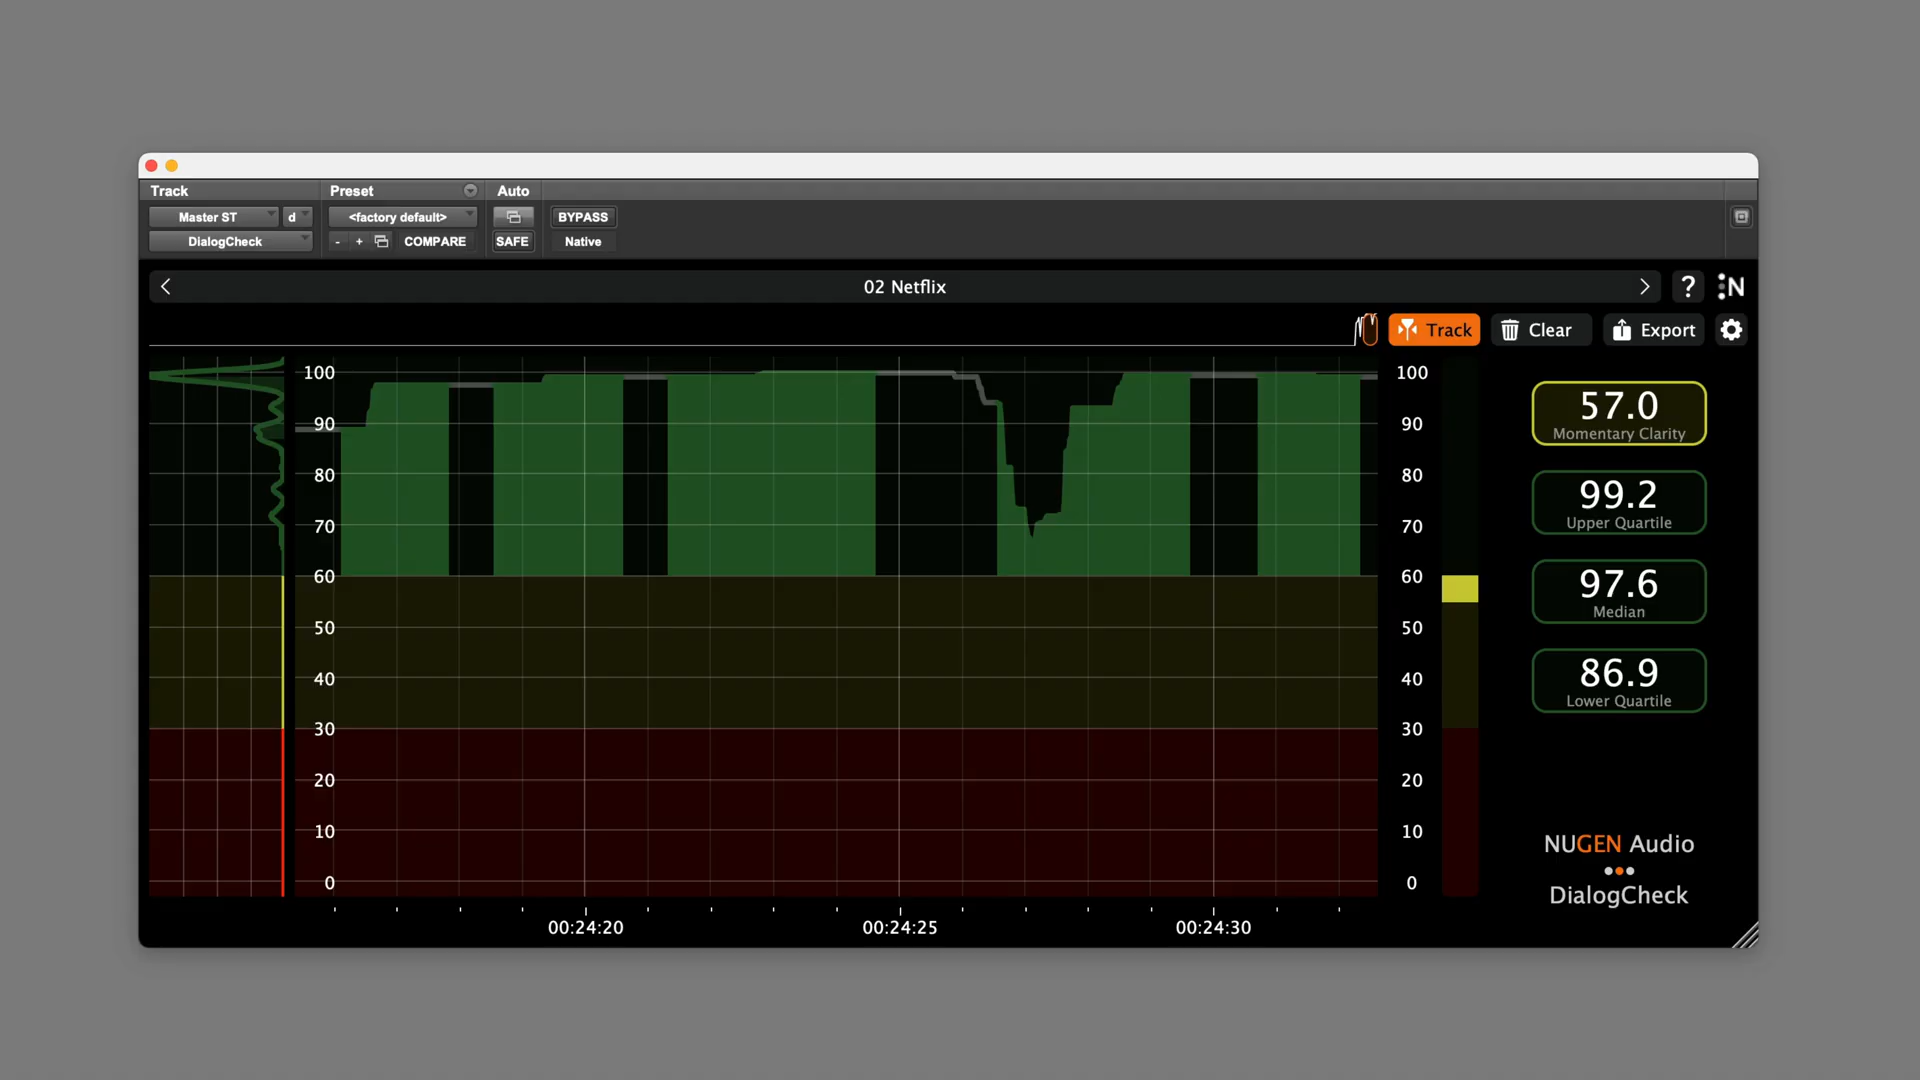 Track
Preset
Auto
Master ST
d
<factory default>
BYPASS
DialogCheck
- +
COMPARE
SAFE
Native
02 Netflix
?
N
Track
Clear
Export
100
90
80
70
60
50
40
30
20
10
0
100
90
80
70
60
50
40
30
20
10
0
57.0
Momentary Clarity
99.2
Upper Quartile
97.6
Median
86.9
Lower Quartile
NUGEN Audio
DialogCheck
00:24:20
00:24:25
00:24:30